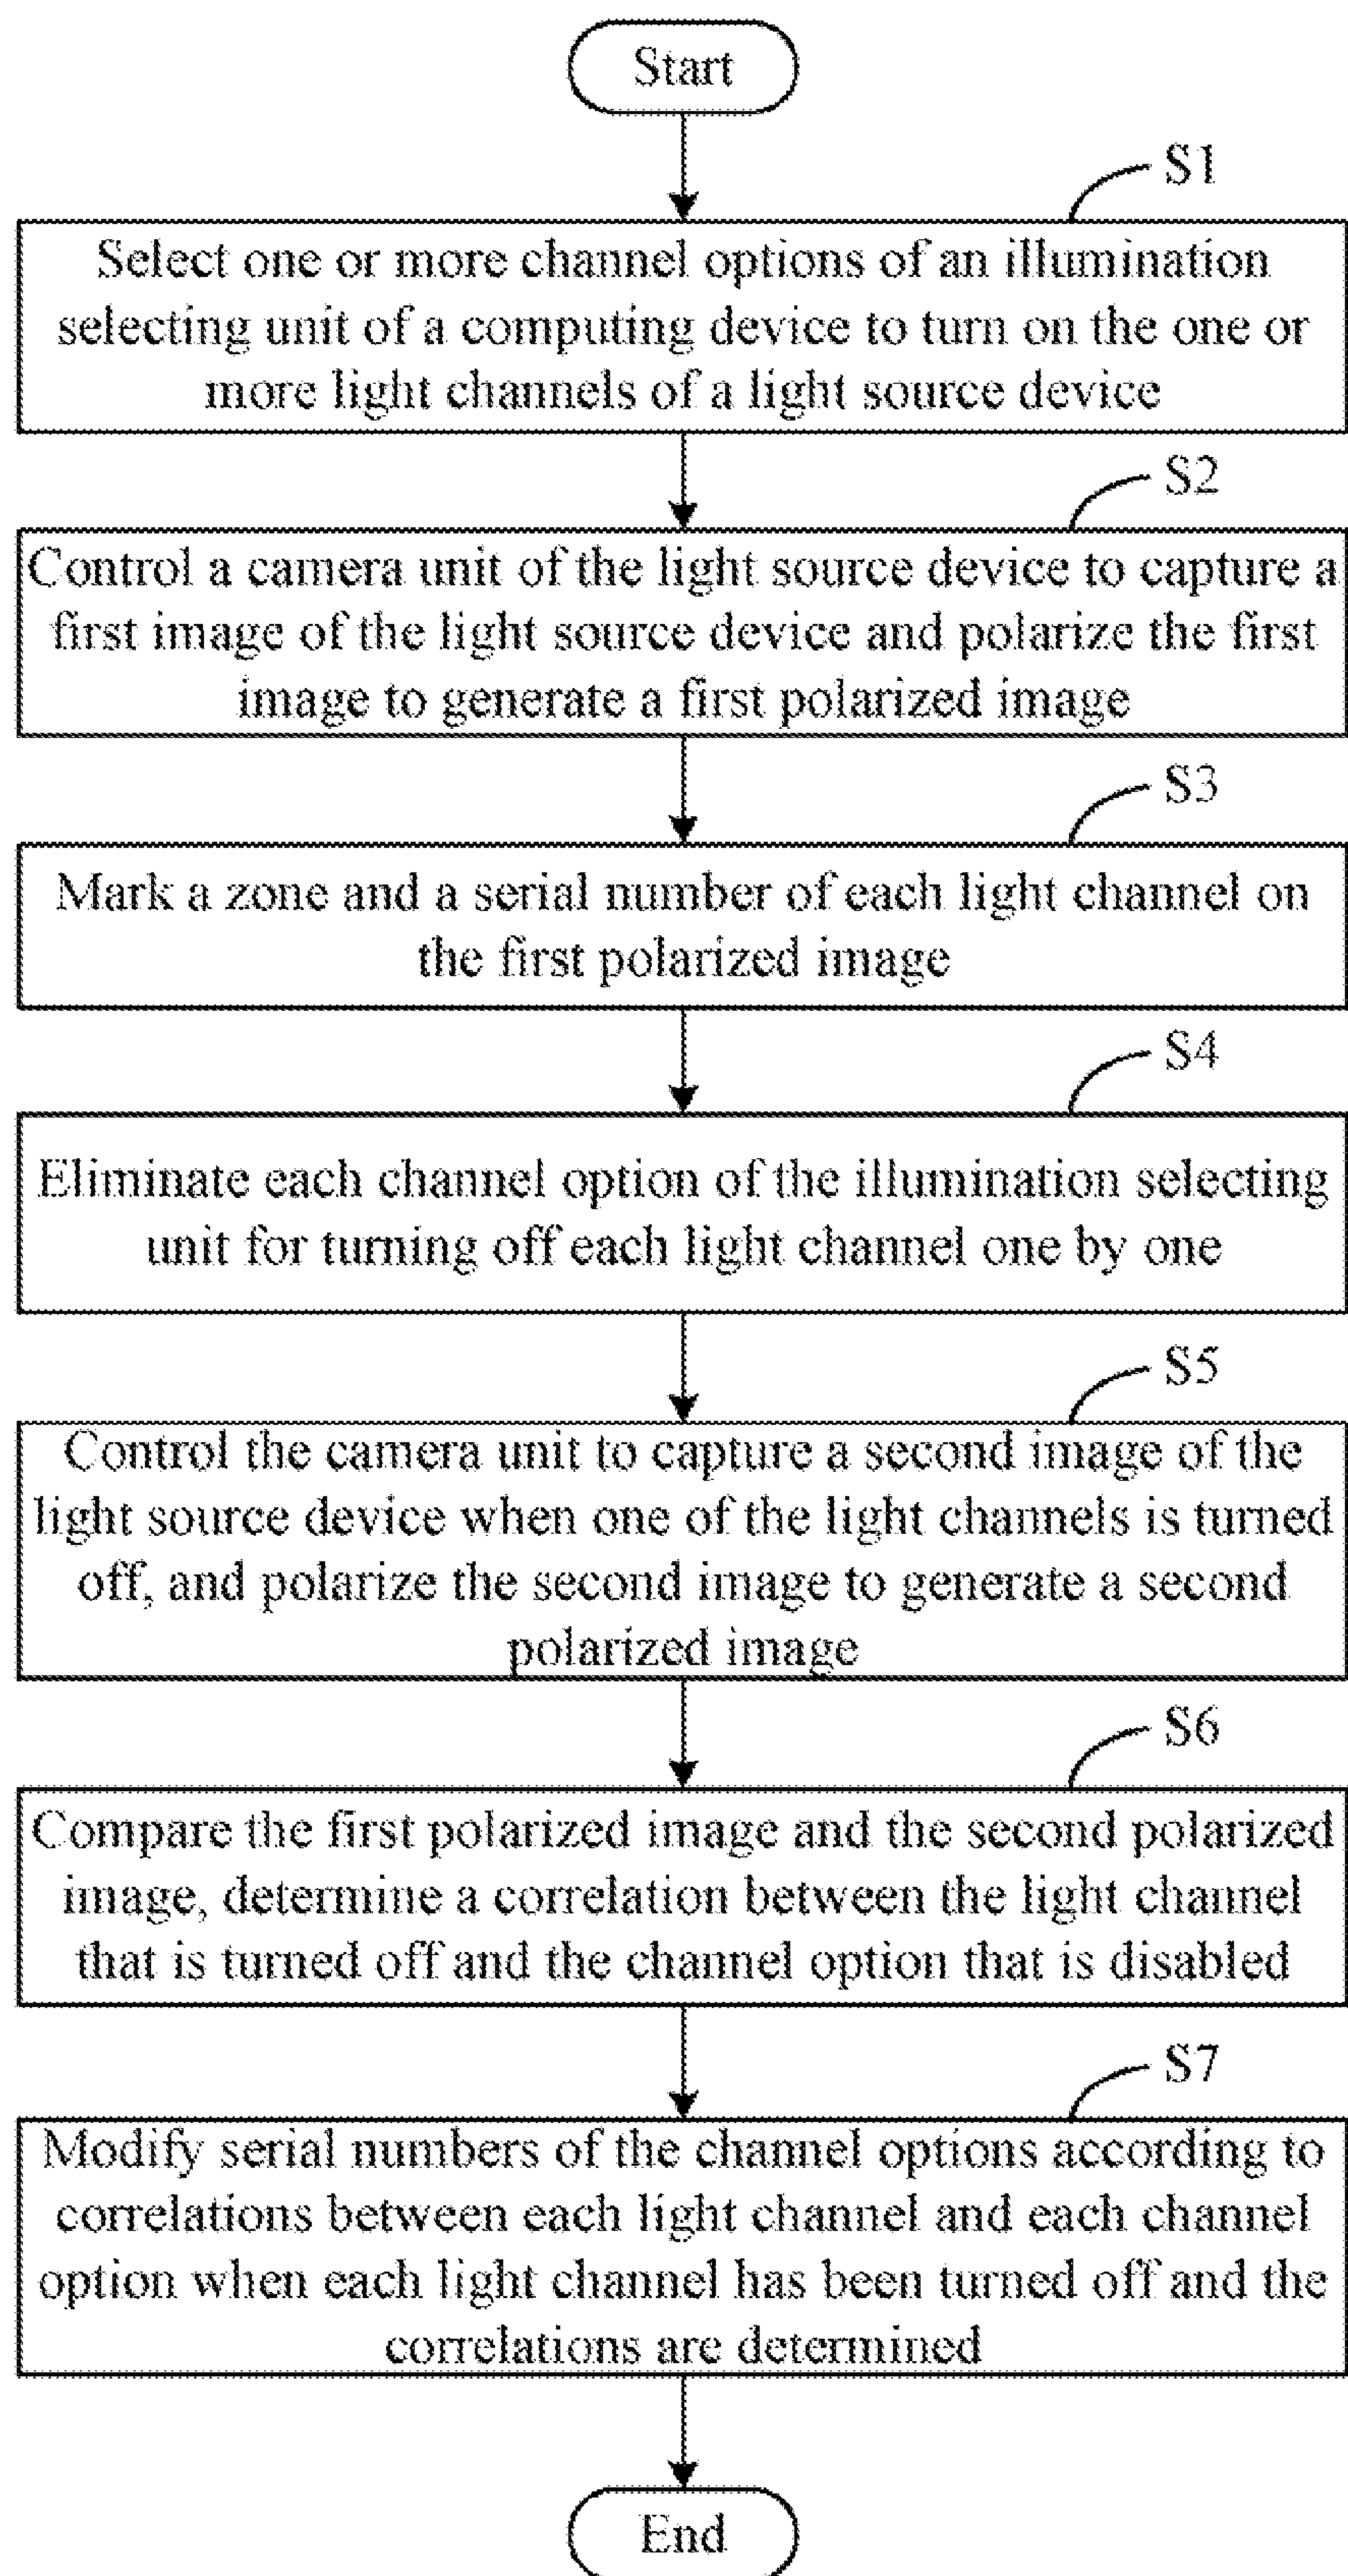 Start
S1
Select one or more channel options of an illumination
selecting unit of a computing device to turn on the one or
more light channels of a light source device
S2
Control a camera unit of the light source device to capture a
first image of the light source device and polarize the first
image to generate a first polarized image
S3
Mark a zone and a serial number of each light channel on
the first polarized image
S4
Eliminate each channel option of the illumination selecting
unit for turning off each light channel one by one
S5
Control the camera unit to capture a second image of the
light source device when one of the light channels is turned
off, and polarize the second image to generate a second
polarized image
S6
Compare the first polarized image and the second polarized
image, determine a correlation between the light channel
that is turned off and the channel option that is disabled
S7
Modify serial numbers of the channel options according to
correlations between each light channel and each channel
option when each light channel has been turned off and the
correlations are determined
End